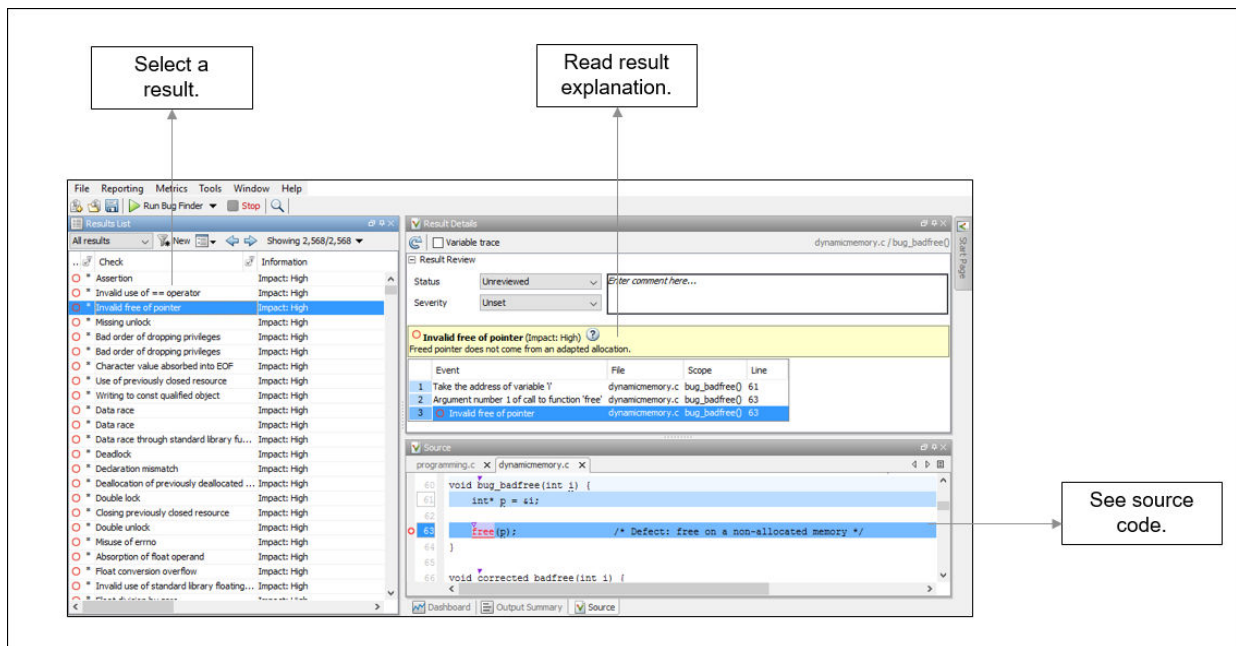 Select a
result.
Read result
explanation.
File Reporting Metrics Tools Window Help
Run Bug Finder Stop
Results List
All results New Showing 2,568/2,568
... Check Information
Assertion Impact: High
Invalid use of == operator Impact: High
Invalid free of pointer Impact: High
Missing unlock Impact: High
Bad order of dropping privileges Impact: High
Bad order of dropping privileges Impact: High
Character value absorbed into EOF Impact: High
Use of previously closed resource Impact: High
Writing to const qualified object Impact: High
Data race Impact: High
Data race Impact: High
Data race through standard library fu... Impact: High
Deadlock Impact: High
Declaration mismatch Impact: High
Deallocation of previously deallocated ... Impact: High
Double lock Impact: High
Closing previously closed resource Impact: High
Double unlock Impact: High
Misuse of errno Impact: High
Absorption of float operand Impact: High
Float conversion overflow Impact: High
Invalid use of standard library floating... Impact: High
Result Details
Variable trace dynamicmemory.c / bug_badfree()
Result Review
Status Unreviewed Enter comment here...
Severity Unset
Invalid free of pointer (Impact: High) ?
Freed pointer does not come from an adapted allocation.
Event File Scope Line
1 Take the address of variable 'i' dynamicmemory.c bug_badfree() 61
2 Argument number 1 of call to function 'free' dynamicmemory.c bug_badfree() 63
3 Invalid free of pointer dynamicmemory.c bug_badfree() 63
Source
programming.c X dynamicmemory.c X
60 void bug_badfree(int i) {
61 int* p = &i;
62
63 free(p); /* Defect: free on a non-allocated memory */
64 }
65
66 void corrected_badfree(int i) {
Dashboard Output Summary Source
Start Page
See source
code.